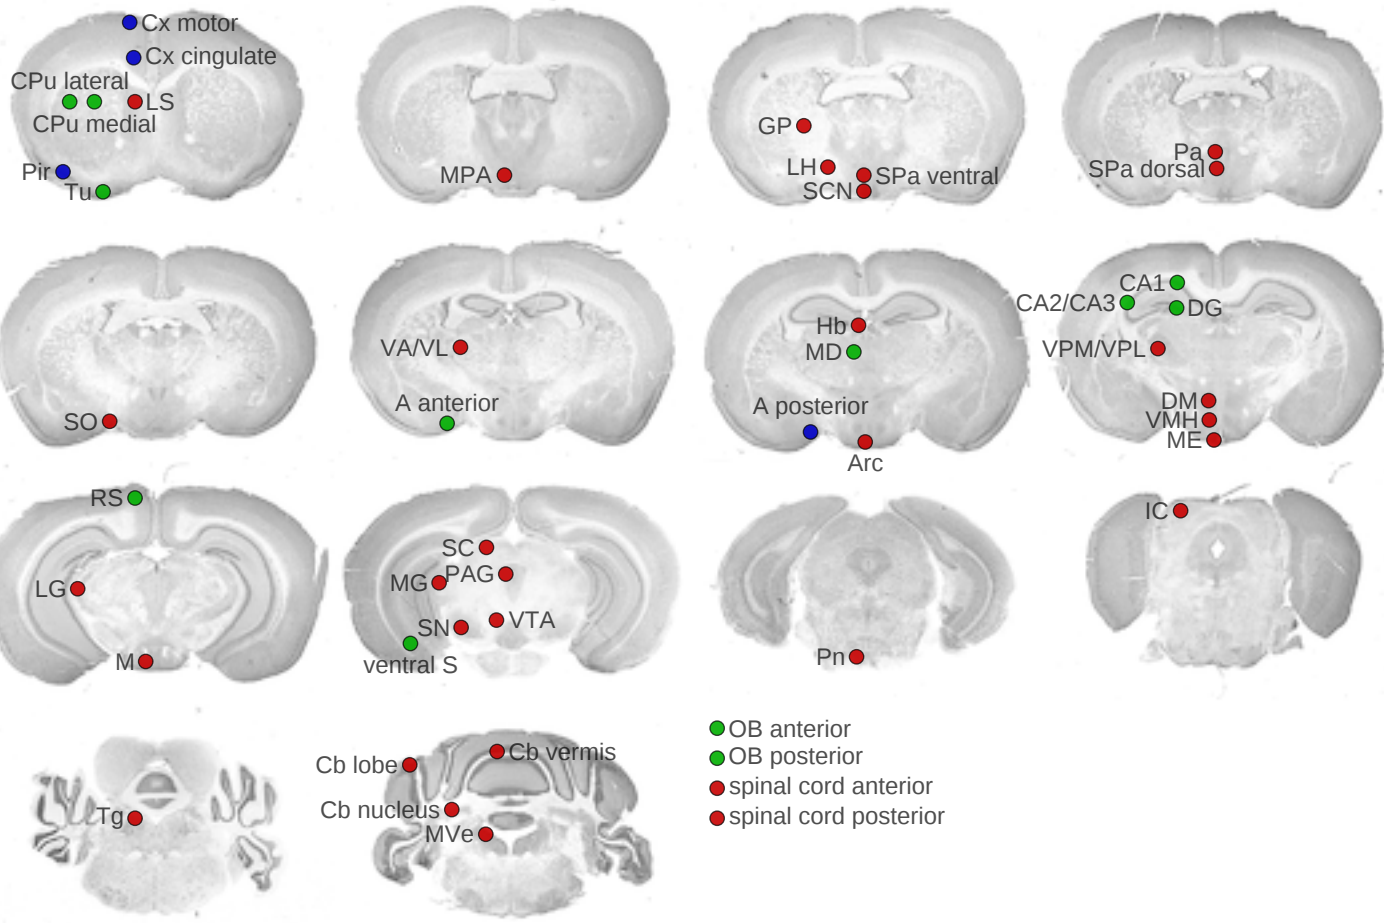 Cx motor
Cx cingulate
CPu lateral
LS
CPu medial
Pir
Tu
MPA
GP
LH
SPa ventral
SCN
Pa
SPa dorsal
SO
VA/VL
A anterior
Hb
MD
A posterior
Arc
CA1
CA2/CA3
DG
VPM/VPL
DM
VMH
ME
RS
LG
M
SC
MG
PAG
SN
VTA
ventral S
Pn
IC
Tg
Cb lobe
Cb vermis
Cb nucleus
MVe
OB anterior
OB posterior
spinal cord anterior
spinal cord posterior